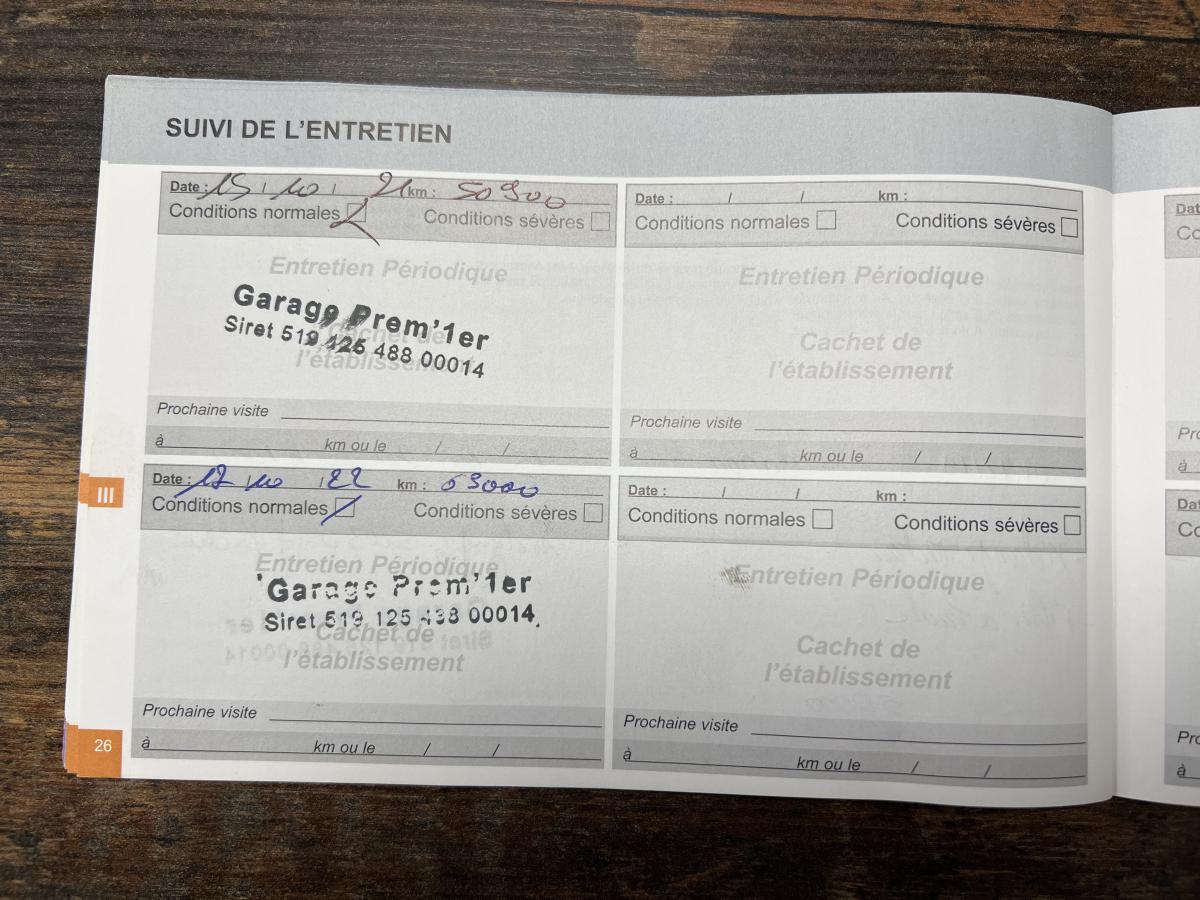 SUIVI DE L'ENTRETIEN
Date : 15 / 10 / 21 km : 50900
Conditions normales Conditions sévères
Entretien Périodique
Garage Prem'1er
Siret 519 125 488 00014
Cachet de
l'établissement
Prochaine visite
à km ou le / /
Date : / / km :
Conditions normales Conditions sévères
Entretien Périodique
Cachet de
l'établissement
Prochaine visite
à km ou le / /
III
Date : / 10 / 22 km : 63000
Conditions normales Conditions sévères
Entretien Périodique
Garage Prem'1er
Siret 519 125 488 00014
Cachet de
l'établissement
Prochaine visite
à km ou le / /
Date : / / km :
Conditions normales Conditions sévères
Entretien Périodique
Cachet de
l'établissement
Prochaine visite
à km ou le / /
26